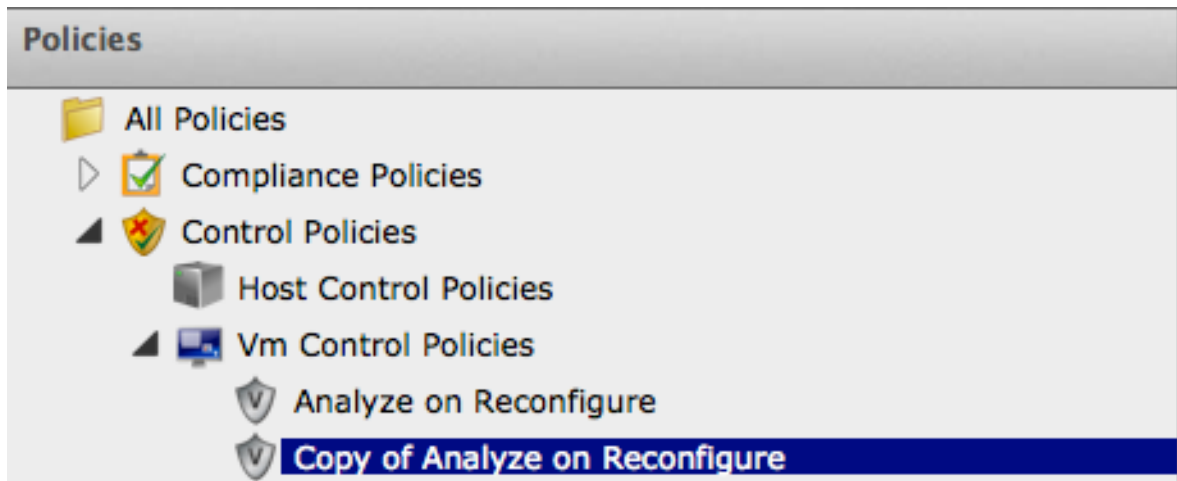 Policies
All Policies
Compliance Policies
Control Policies
Host Control Policies
Vm Control Policies
Analyze on Reconfigure
Copy of Analyze on Reconfigure